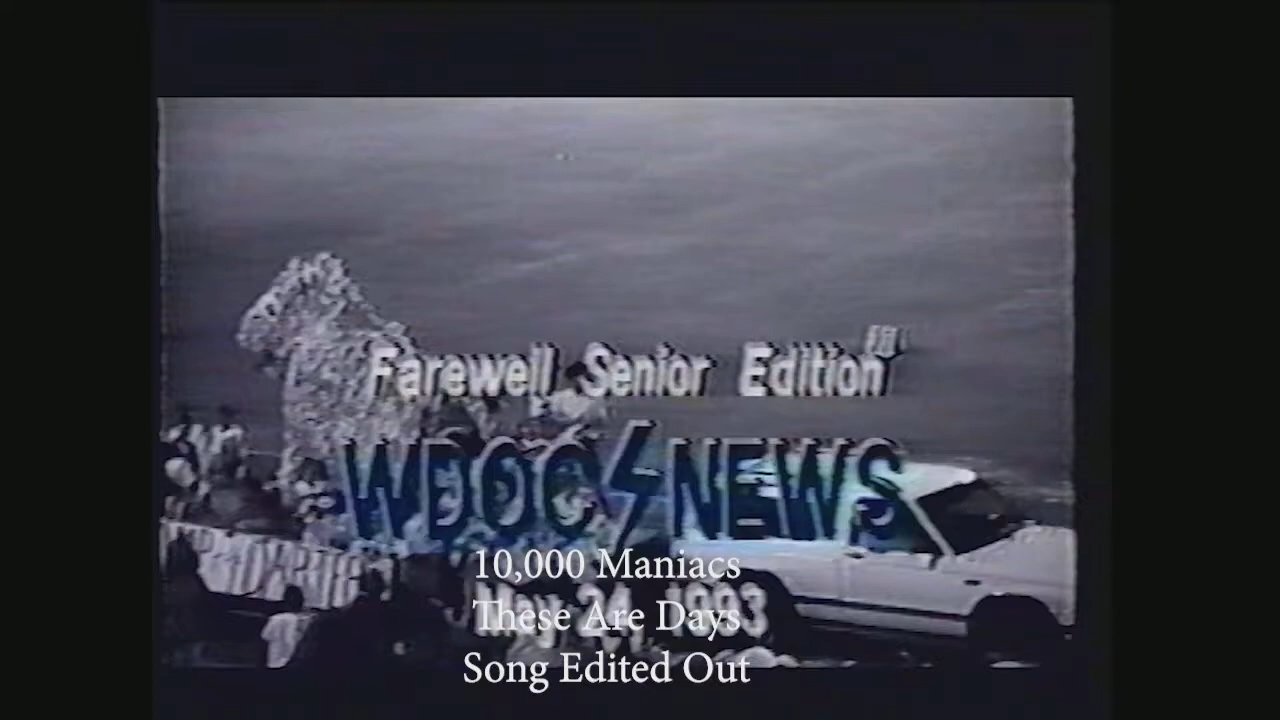 Farewell Senior Edition
WDOC NEWS
10,000 Maniacs
May 24, 1993
These Are Days
Song Edited Out